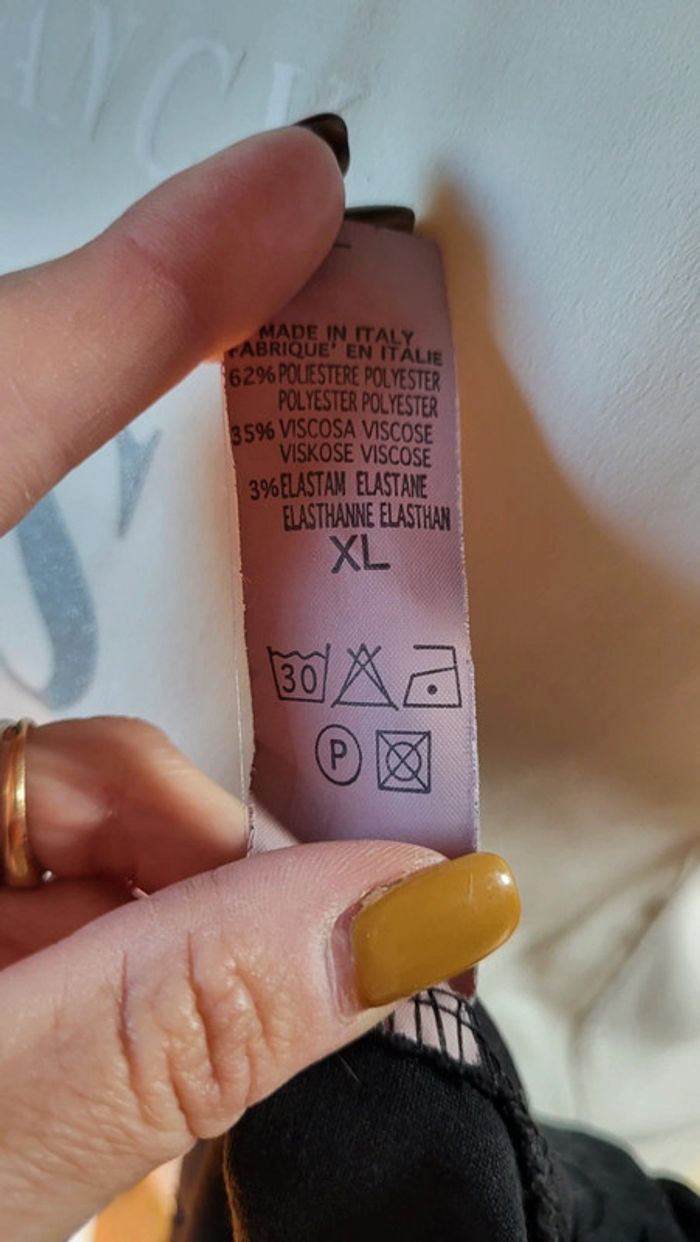 MADE IN ITALY
FABRIQUE' EN ITALIE
62% POLIESTERE POLYESTER
POLYESTER POLYESTER
35% VISCOSA VISCOSE
VISKOSE VISCOSE
3% ELASTAM ELASTANE
ELASTHANNE ELASTHAN
XL
30
P